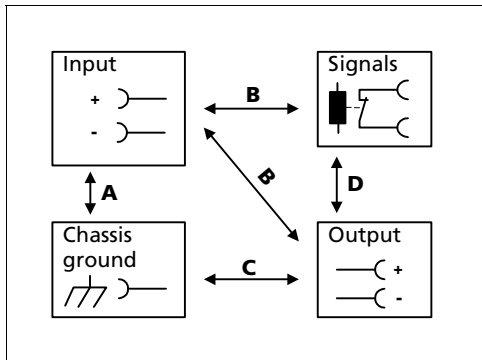 Input
+
-
Signals
B
B
A
D
Chassis
ground
C
Output
+
-